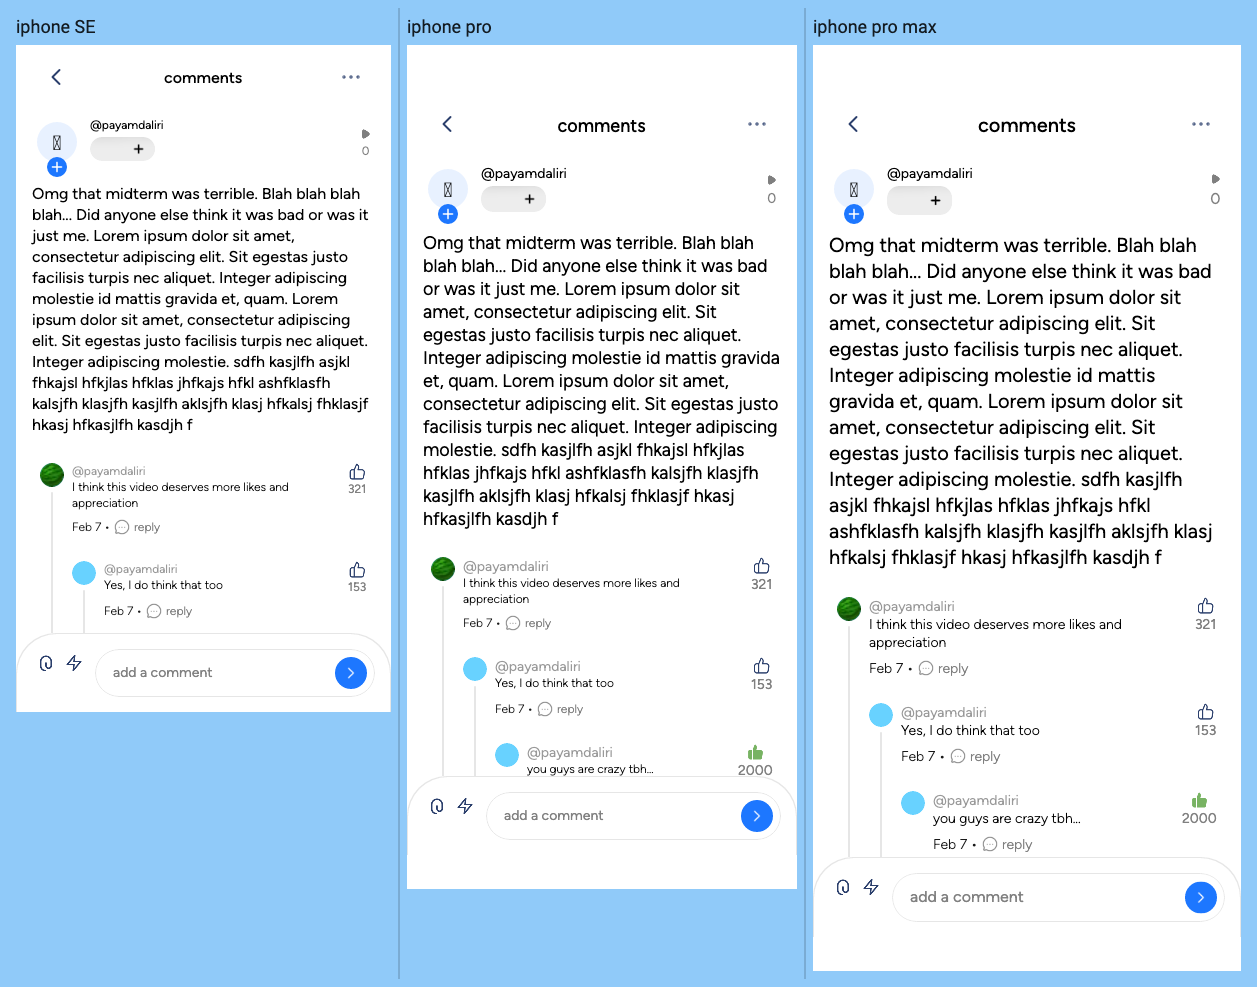 iphone SE
comments
@payamdaliri
+
0
Omg that midterm was terrible. Blah blah blah
blah... Did anyone else think it was bad or was it
just me. Lorem ipsum dolor sit amet,
consectetur adipiscing elit. Sit egestas justo
facilisis turpis nec aliquet. Integer adipiscing
molestie id mattis gravida et, quam. Lorem
ipsum dolor sit amet, consectetur adipiscing
elit. Sit egestas justo facilisis turpis nec aliquet.
Integer adipiscing molestie. sdfh kasjlfh asjkl
fhkajsl hfkjlas hfklas jhfkajs hfkl ashfklasfh
kalsjfh klasjfh kasjlfh aklsjfh klasj hfkalsj fhklasjf
hkasj hfkasjlfh kasdjh f
@payamdaliri
I think this video deserves more likes and
appreciation
321
Feb 7 • reply
@payamdaliri
Yes, I do think that too
153
Feb 7 • reply
add a comment
iphone pro
comments
@payamdaliri
+
0
Omg that midterm was terrible. Blah blah
blah blah... Did anyone else think it was bad
or was it just me. Lorem ipsum dolor sit
amet, consectetur adipiscing elit. Sit
egestas justo facilisis turpis nec aliquet.
Integer adipiscing molestie id mattis gravida
et, quam. Lorem ipsum dolor sit amet,
consectetur adipiscing elit. Sit egestas justo
facilisis turpis nec aliquet. Integer adipiscing
molestie. sdfh kasjlfh asjkl fhkajsl hfkjlas
hfklas jhfkajs hfkl ashfklasfh kalsjfh klasjfh
kasjlfh aklsjfh klasj hfkalsj fhklasjf hkasj
hfkasjlfh kasdjh f
@payamdaliri
I think this video deserves more likes and
appreciation
321
Feb 7 • reply
@payamdaliri
Yes, I do think that too
153
Feb 7 • reply
@payamdaliri
you guys are crazy tbh...
2000
add a comment
iphone pro max
comments
@payamdaliri
+
0
Omg that midterm was terrible. Blah blah
blah blah... Did anyone else think it was bad
or was it just me. Lorem ipsum dolor sit
amet, consectetur adipiscing elit. Sit
egestas justo facilisis turpis nec aliquet.
Integer adipiscing molestie id mattis
gravida et, quam. Lorem ipsum dolor sit
amet, consectetur adipiscing elit. Sit
egestas justo facilisis turpis nec aliquet.
Integer adipiscing molestie. sdfh kasjlfh
asjkl fhkajsl hfkjlas hfklas jhfkajs hfkl
ashfklasfh kalsjfh klasjfh kasjlfh aklsjfh klasj
hfkalsj fhklasjf hkasj hfkasjlfh kasdjh f
@payamdaliri
I think this video deserves more likes and
appreciation
321
Feb 7 • reply
@payamdaliri
Yes, I do think that too
153
Feb 7 • reply
@payamdaliri
you guys are crazy tbh...
2000
Feb 7 • reply
add a comment